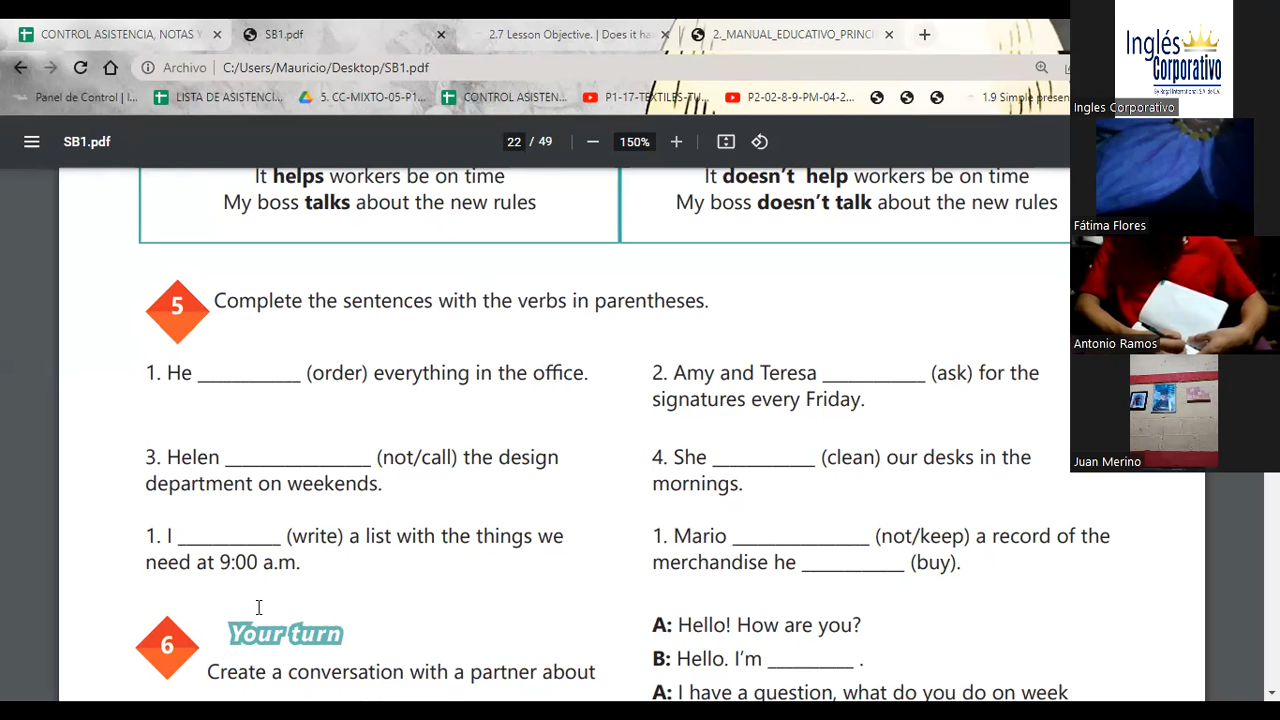 CONTROL ASISTENCIA, NOTAS Y
SB1.pdf
2.7 Lesson Objective. | Does it ha
2._MANUAL_EDUCATIVO_PRINCI
Archivo
C:/Users/Mauricio/Desktop/SB1.pdf
Panel de Control | I...
LISTA DE ASISTENCI...
5. CC-MIXTO-05-P1...
CONTROL ASISTEN...
P1-17-TEXTILES-TU...
P2-02-8-9-PM-04-2...
1.9 Simple presen
SB1.pdf
22 / 49
150%
It helps workers be on time
My boss talks about the new rules
It doesn't help workers be on time
My boss doesn't talk about the new rules
5
Complete the sentences with the verbs in parentheses.
1. He __________ (order) everything in the office.
2. Amy and Teresa __________ (ask) for the
signatures every Friday.
3. Helen ______________ (not/call) the design
department on weekends.
4. She __________ (clean) our desks in the
mornings.
1. I __________ (write) a list with the things we
need at 9:00 a.m.
1. Mario _____________ (not/keep) a record of the
merchandise he __________ (buy).
6
Your turn
Create a conversation with a partner about
A: Hello! How are you?
B: Hello. I'm ________ .
A: I have a question, what do you do on week
Inglés
Corporativo
Ingles Corporativo
Fátima Flores
Antonio Ramos
Juan Merino